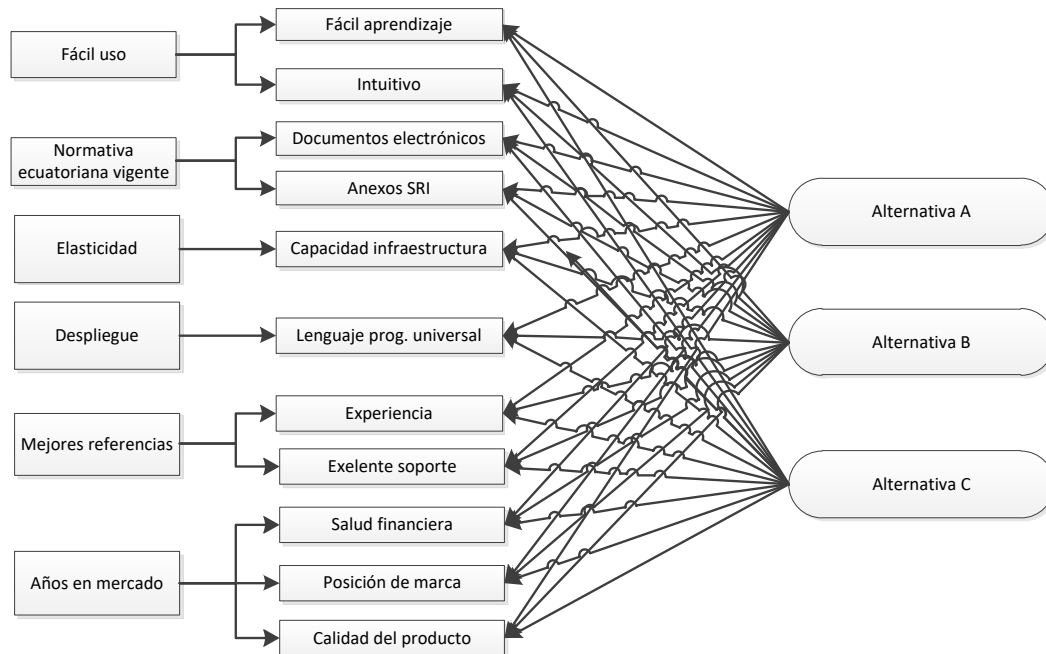 Fácil uso
Normativa
ecuatoriana vigente
Elasticidad
Despliegue
Mejores referencias
Años en mercado
Fácil aprendizaje
Intuitivo
Documentos electrónicos
Anexos SRI
Capacidad infraestructura
Lenguaje prog. universal
Experiencia
Exelente soporte
Salud financiera
Posición de marca
Calidad del producto
Alternativa A
Alternativa B
Alternativa C